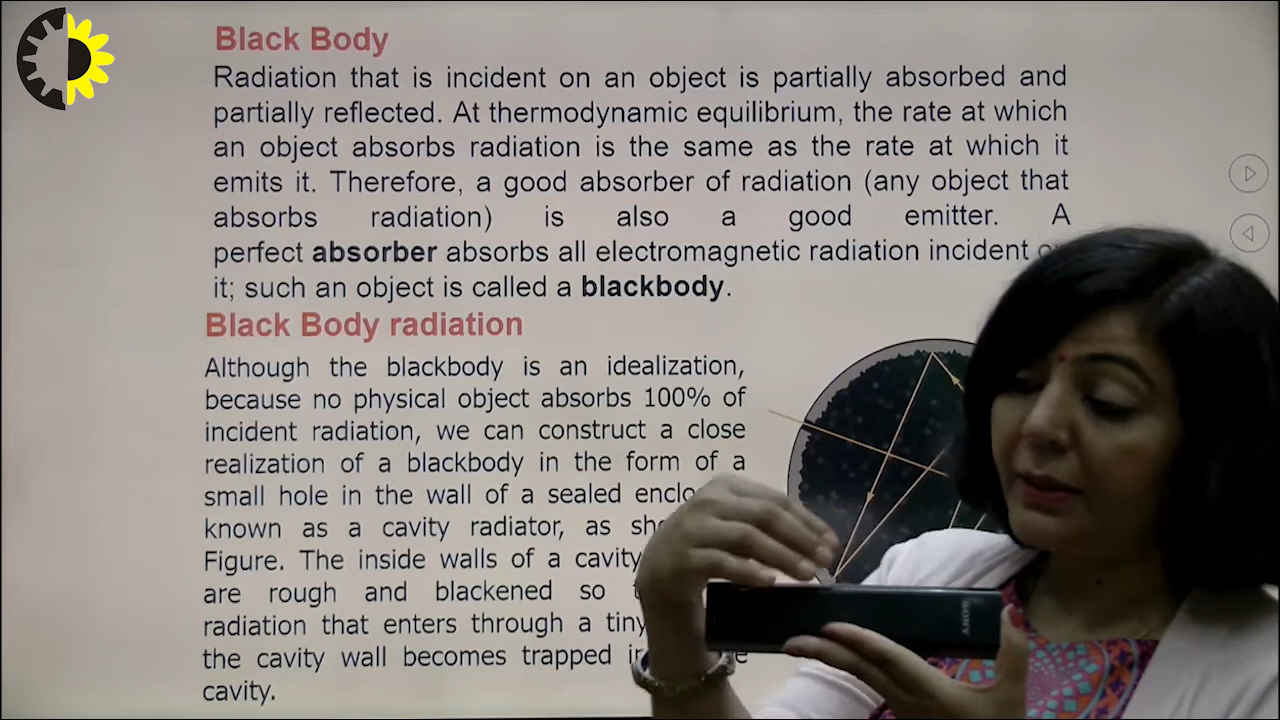 Black Body
Radiation that is incident on an object is partially absorbed and
partially reflected. At thermodynamic equilibrium, the rate at which
an object absorbs radiation is the same as the rate at which it
emits it. Therefore, a good absorber of radiation (any object that
absorbs radiation) is also a good emitter. A
perfect absorber absorbs all electromagnetic radiation incident
it; such an object is called a blackbody.
Black Body radiation
Although the blackbody is an idealization,
because no physical object absorbs 100% of
incident radiation, we can construct a close
realization of a blackbody in the form of a
small hole in the wall of a sealed
known as a cavity radiator, as
Figure. The inside walls of a cavity
are rough and blackened so
radiation that enters through a tiny
the cavity wall becomes trapped
cavity.
SONY